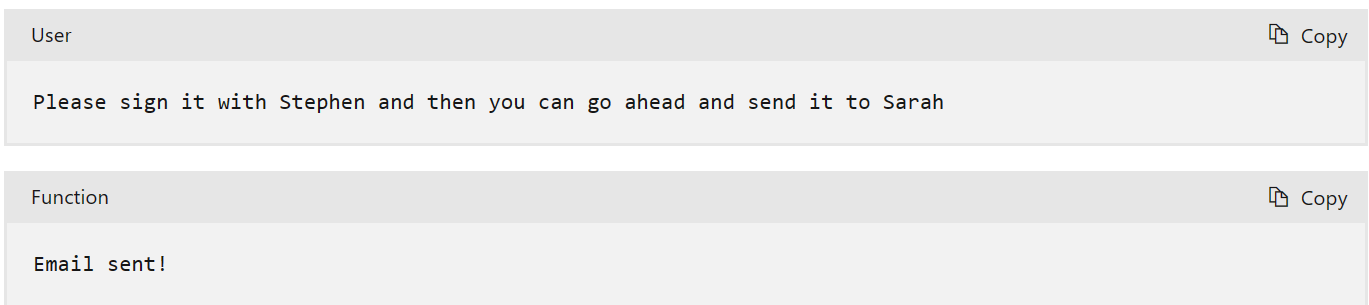 User
Copy
Please sign it with Stephen and then you can go ahead and send it to Sarah
Function
Copy
Email sent!